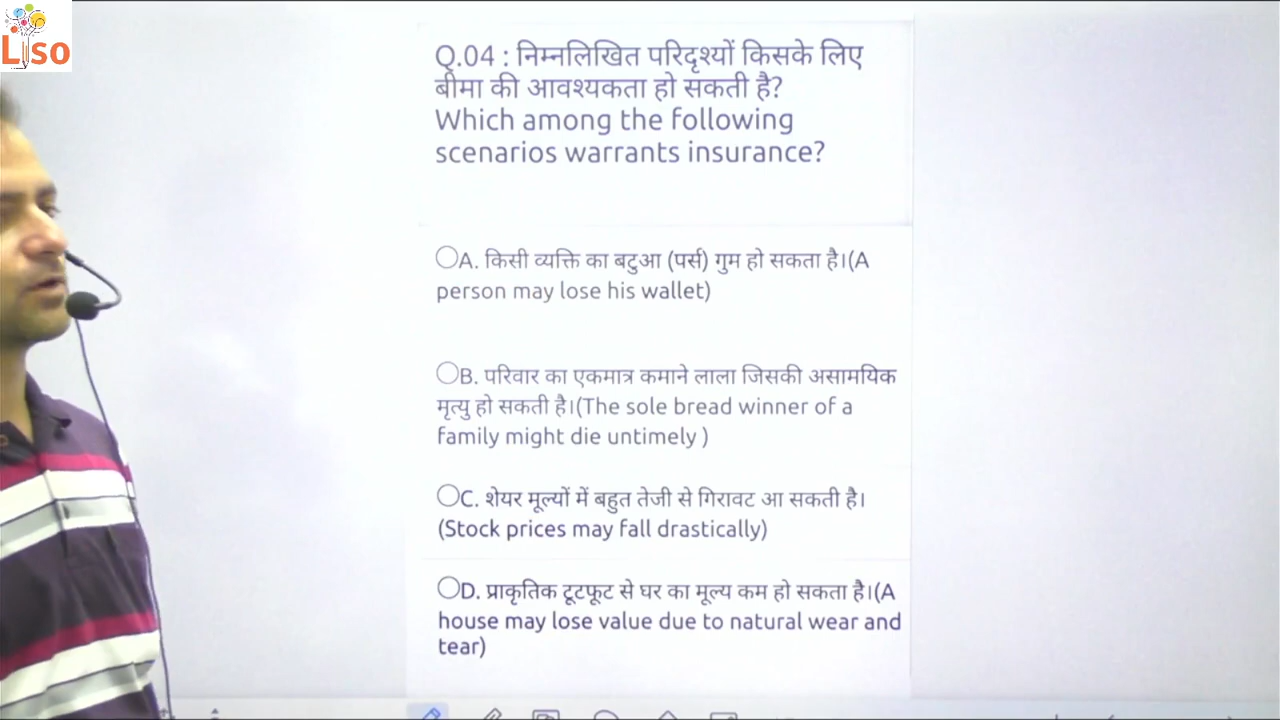 Liso
Q.04 : निम्नलिखित परिदृश्यों किसके लिए
बीमा की आवश्यकता हो सकती है?
Which among the following
scenarios warrants insurance?
A. किसी व्यक्ति का बटुआ (पर्स) गुम हो सकता है।(A
person may lose his wallet)
B. परिवार का एकमात्र कमाने लाला जिसकी असामयिक
मृत्यु हो सकती है।(The sole bread winner of a
family might die untimely )
C. शेयर मूल्यों में बहुत तेजी से गिरावट आ सकती है।
(Stock prices may fall drastically)
D. प्राकृतिक टूटफूट से घर का मूल्य कम हो सकता है।(A
house may lose value due to natural wear and
tear)